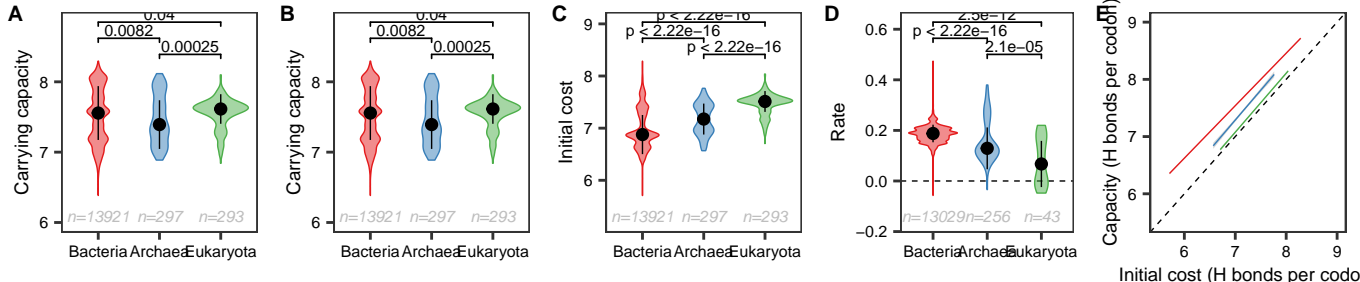 A
Carrying capacity
0.04
0.0082
0.00025
8
7
6
n=13921
n=297
n=293
Bacteria
Archaea
Eukaryota
B
Carrying capacity
0.04
0.0082
0.00025
8
7
6
n=13921
n=297
n=293
Bacteria
Archaea
Eukaryota
C
Initial cost
p < 2.22e−16
p < 2.22e−16
p < 2.22e−16
9
8
7
6
n=13921
n=297
n=293
Bacteria
Archaea
Eukaryota
D
Rate
2.5e−12
p < 2.22e−16
2.1e−05
0.6
0.4
0.2
0.0
−0.2
n=13029
n=256
n=43
Bacteria
Archaea
Eukaryota
E
Capacity (H bonds per codon)
9
8
7
6
6
7
8
9
Initial cost (H bonds per codo